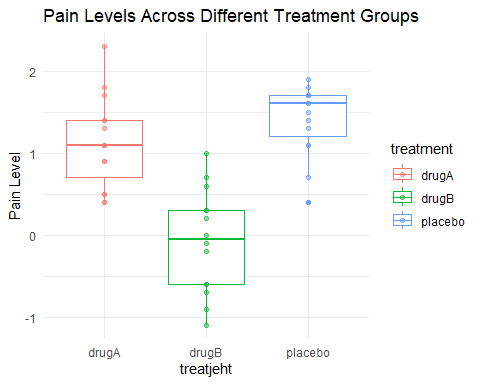 Pain Levels Across Different Treatment Groups
Pain Level
2
1
0
-1
drugA
drugB
placebo
treatjeht
treatment
drugA
drugB
placebo